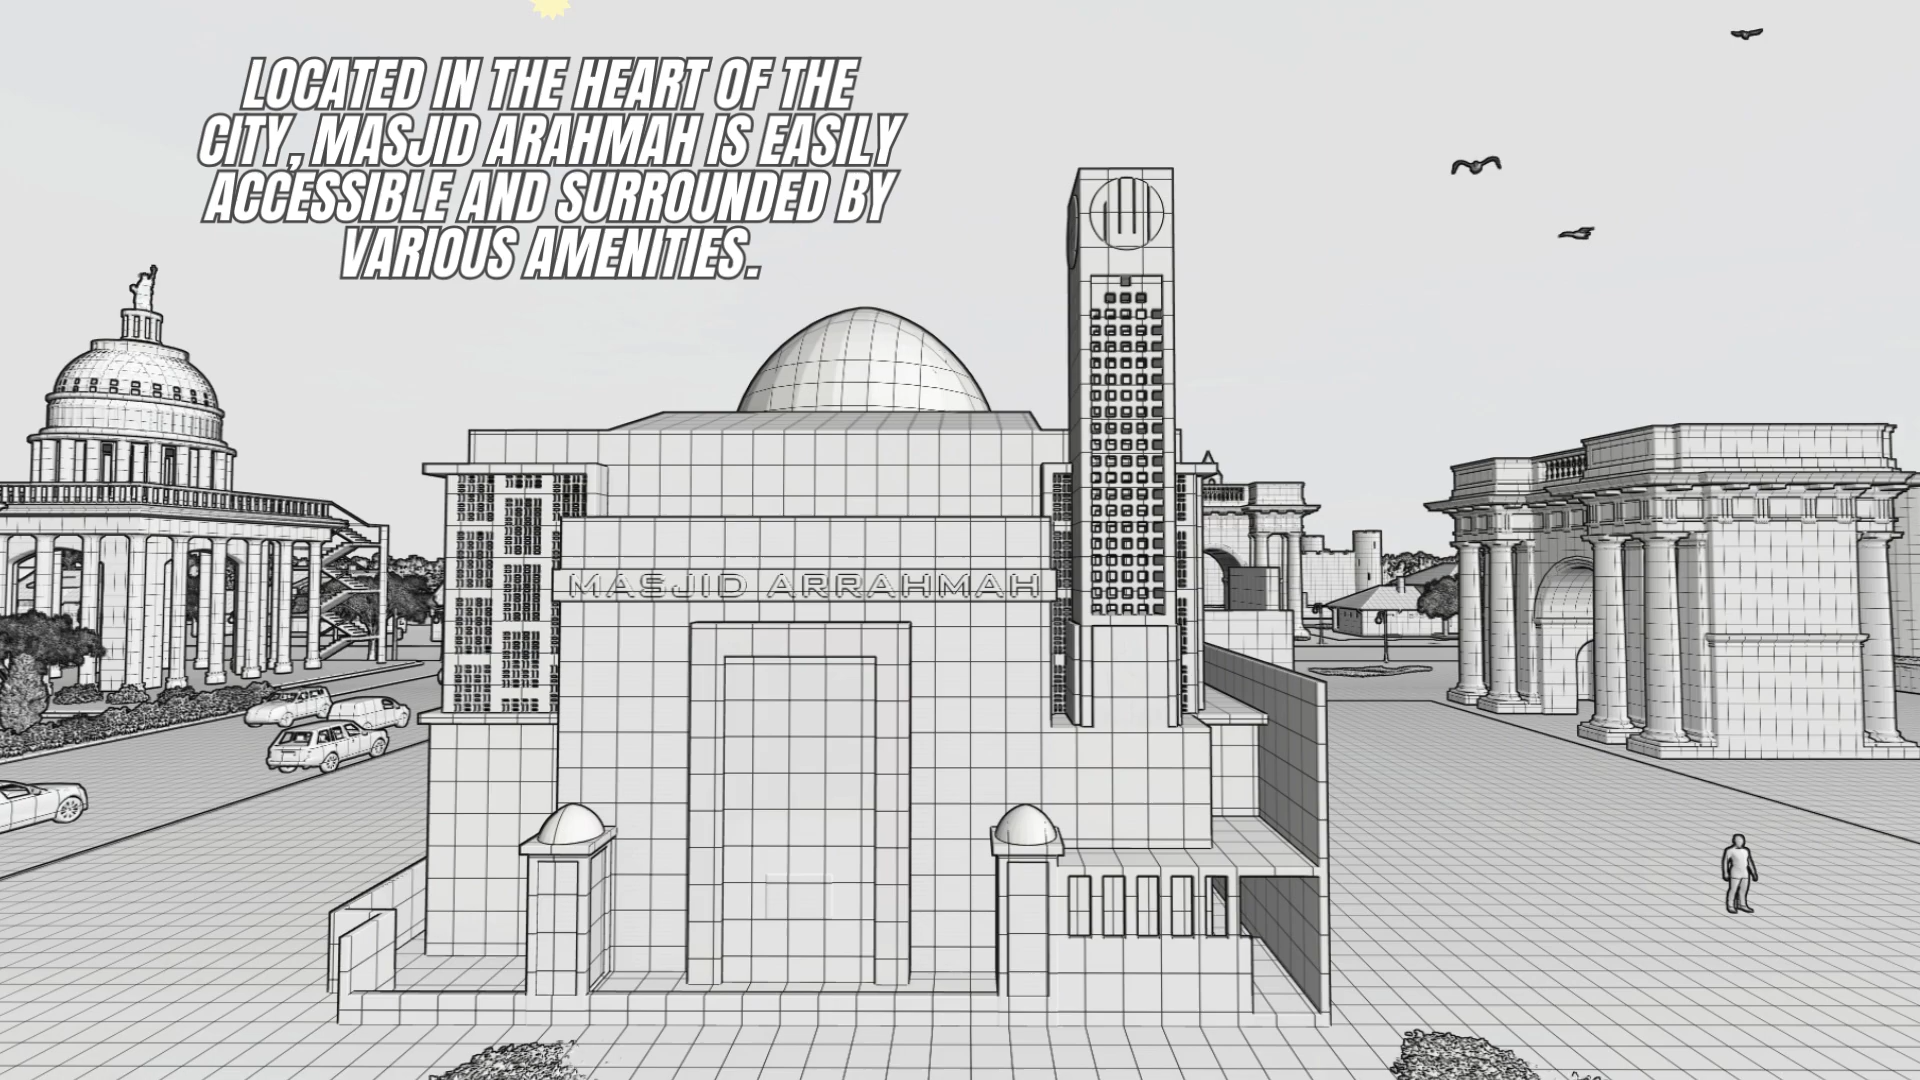 LOCATED IN THE HEART OF THE
CITY, MASJID ARAHMAH IS EASILY
ACCESSIBLE AND SURROUNDED BY
VARIOUS AMENITIES.
MASJID ARRAHMAH